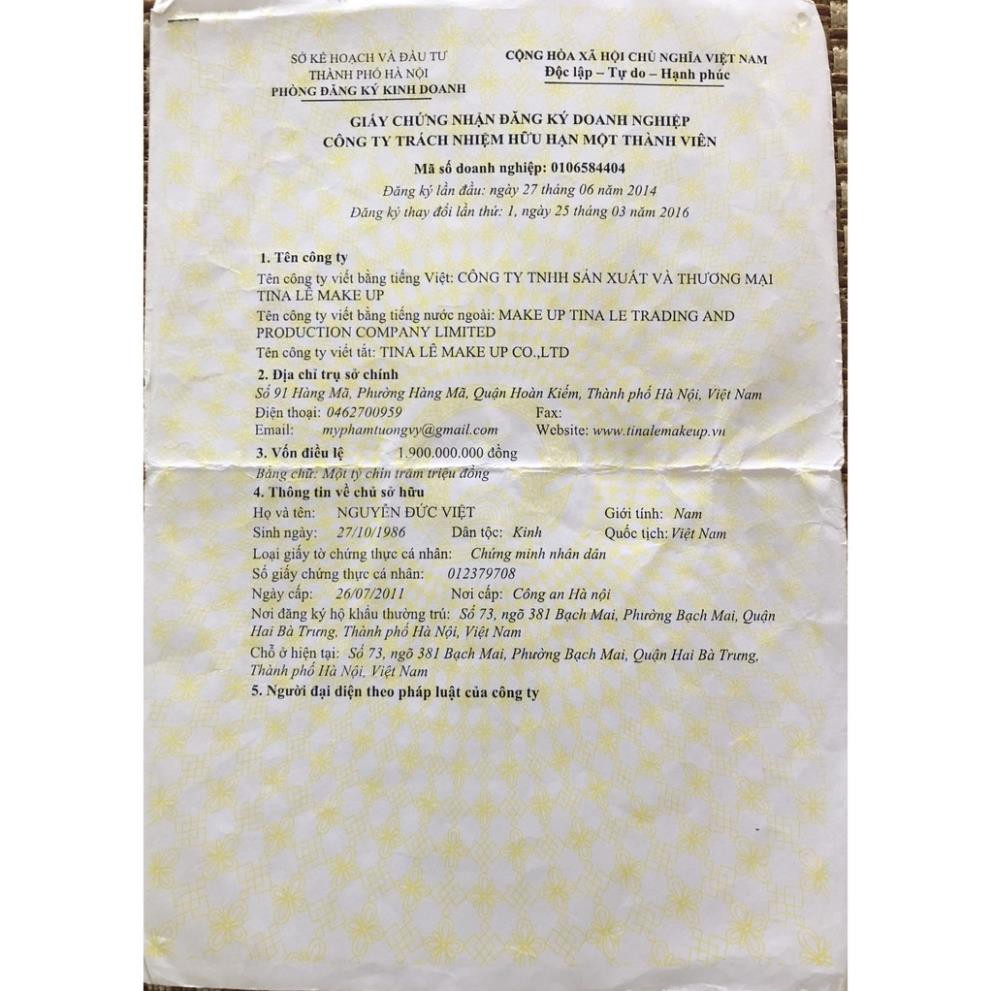 SỞ KẾ HOẠCH VÀ ĐẦU TƯ
THÀNH PHỐ HÀ NỘI
PHÒNG ĐĂNG KÝ KINH DOANH
CỘNG HÒA XÃ HỘI CHỦ NGHĨA VIỆT NAM
Độc lập – Tự do – Hạnh phúc
GIẤY CHỨNG NHẬN ĐĂNG KÝ DOANH NGHIỆP
CÔNG TY TRÁCH NHIỆM HỮU HẠN MỘT THÀNH VIÊN
Mã số doanh nghiệp: 0106584404
Đăng ký lần đầu: ngày 27 tháng 06 năm 2014
Đăng ký thay đổi lần thứ: 1, ngày 25 tháng 03 năm 2016
1. Tên công ty
Tên công ty viết bằng tiếng Việt: CÔNG TY TNHH SẢN XUẤT VÀ THƯƠNG MẠI
TINA LÊ MAKE UP
Tên công ty viết bằng tiếng nước ngoài: MAKE UP TINA LE TRADING AND
PRODUCTION COMPANY LIMITED
Tên công ty viết tắt: TINA LÊ MAKE UP CO.,LTD
2. Địa chỉ trụ sở chính
Số 91 Hàng Mã, Phường Hàng Mã, Quận Hoàn Kiếm, Thành phố Hà Nội, Việt Nam
Điện thoại: 0462700959 Fax:
Email: myphamtuongvy@gmail.com Website: www.tinalemakeup.vn
3. Vốn điều lệ 1.900.000.000 đồng
Bằng chữ: Một tỷ chín trăm triệu đồng
4. Thông tin về chủ sở hữu
Họ và tên: NGUYỄN ĐỨC VIỆT Giới tính: Nam
Sinh ngày: 27/10/1986 Dân tộc: Kinh Quốc tịch: Việt Nam
Loại giấy tờ chứng thực cá nhân: Chứng minh nhân dân
Số giấy chứng thực cá nhân: 012379708
Ngày cấp: 26/07/2011 Nơi cấp: Công an Hà nội
Nơi đăng ký hộ khẩu thường trú: Số 73, ngõ 381 Bạch Mai, Phường Bạch Mai, Quận
Hai Bà Trưng, Thành phố Hà Nội, Việt Nam
Chỗ ở hiện tại: Số 73, ngõ 381 Bạch Mai, Phường Bạch Mai, Quận Hai Bà Trưng,
Thành phố Hà Nội, Việt Nam
5. Người đại diện theo pháp luật của công ty